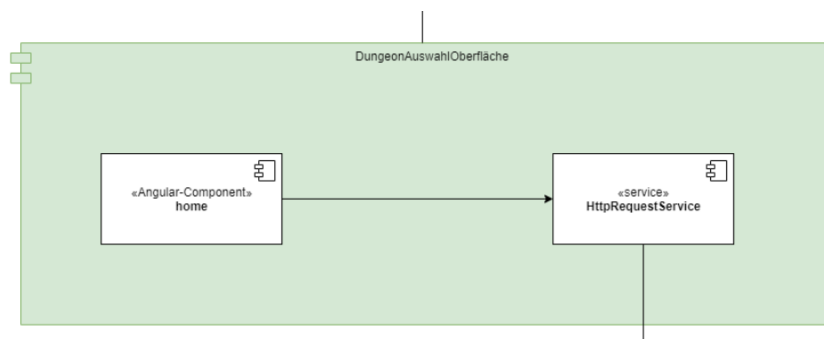 DungeonAuswahlOberfläche
«Angular-Component»
home
«service»
HttpRequestService